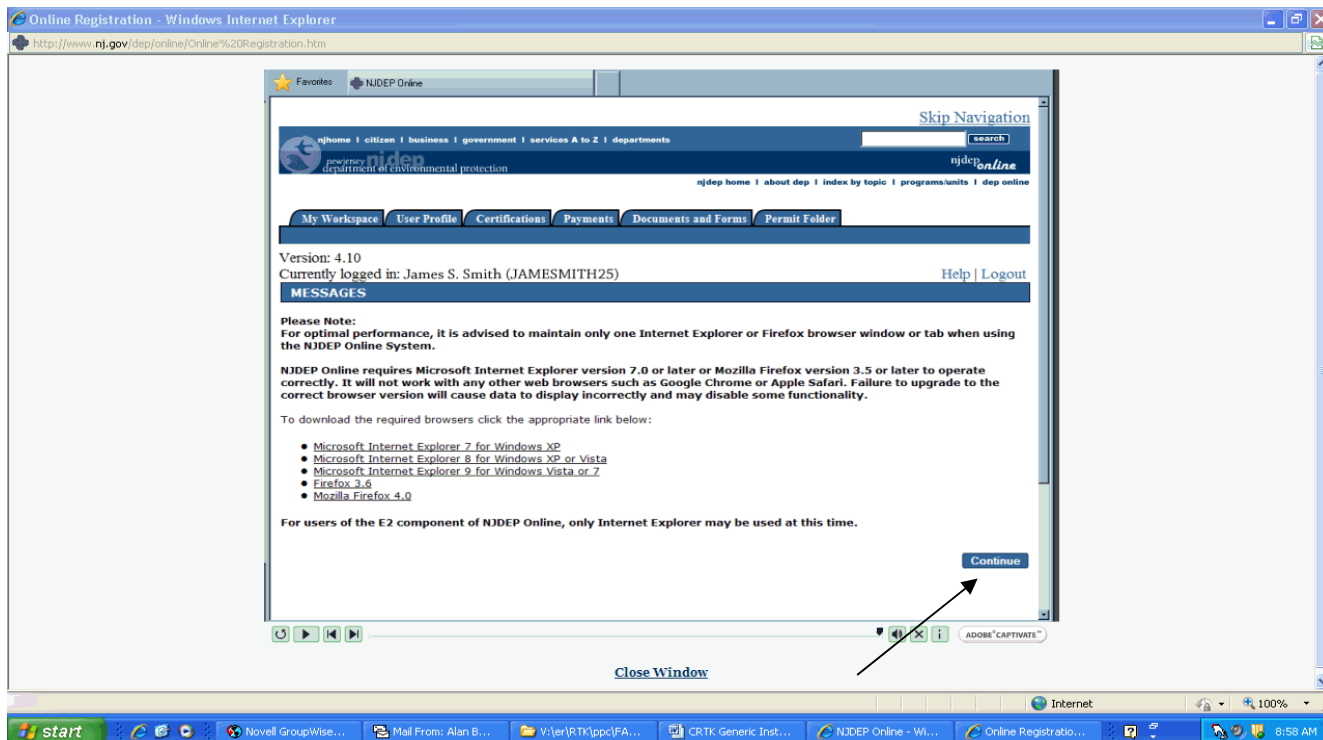 Online Registration - Windows Internet Explorer
http://www.nj.gov/dep/online/Online%20Registration.htm
Favorites
NJDEP Online
Skip Navigation
njhome | citizen | business | government | services A to Z | departments
search
newjersey njdep
department of environmental protection
njdeponline
njdep home | about dep | index by topic | programs/units | dep online
My Workspace
User Profile
Certifications
Payments
Documents and Forms
Permit Folder
Version: 4.10
Currently logged in: James S. Smith (JAMESMITH25)
Help | Logout
MESSAGES
Please Note:
For optimal performance, it is advised to maintain only one Internet Explorer or Firefox browser window or tab when using
the NJDEP Online System.
NJDEP Online requires Microsoft Internet Explorer version 7.0 or later or Mozilla Firefox version 3.5 or later to operate
correctly. It will not work with any other web browsers such as Google Chrome or Apple Safari. Failure to upgrade to the
correct browser version will cause data to display incorrectly and may disable some functionality.
To download the required browsers click the appropriate link below:
Microsoft Internet Explorer 7 for Windows XP
Microsoft Internet Explorer 8 for Windows XP or Vista
Microsoft Internet Explorer 9 for Windows Vista or 7
Firefox 3.6
Mozilla Firefox 4.0
For users of the E2 component of NJDEP Online, only Internet Explorer may be used at this time.
Continue
ADOBE® CAPTIVATE™
Close Window
Internet
100%
start
Novell GroupWise...
Mail From: Alan B...
V:\er\RTK\ppc\FA...
CRTK Generic Inst...
NJDEP Online - Wi...
Online Registratio...
8:58 AM